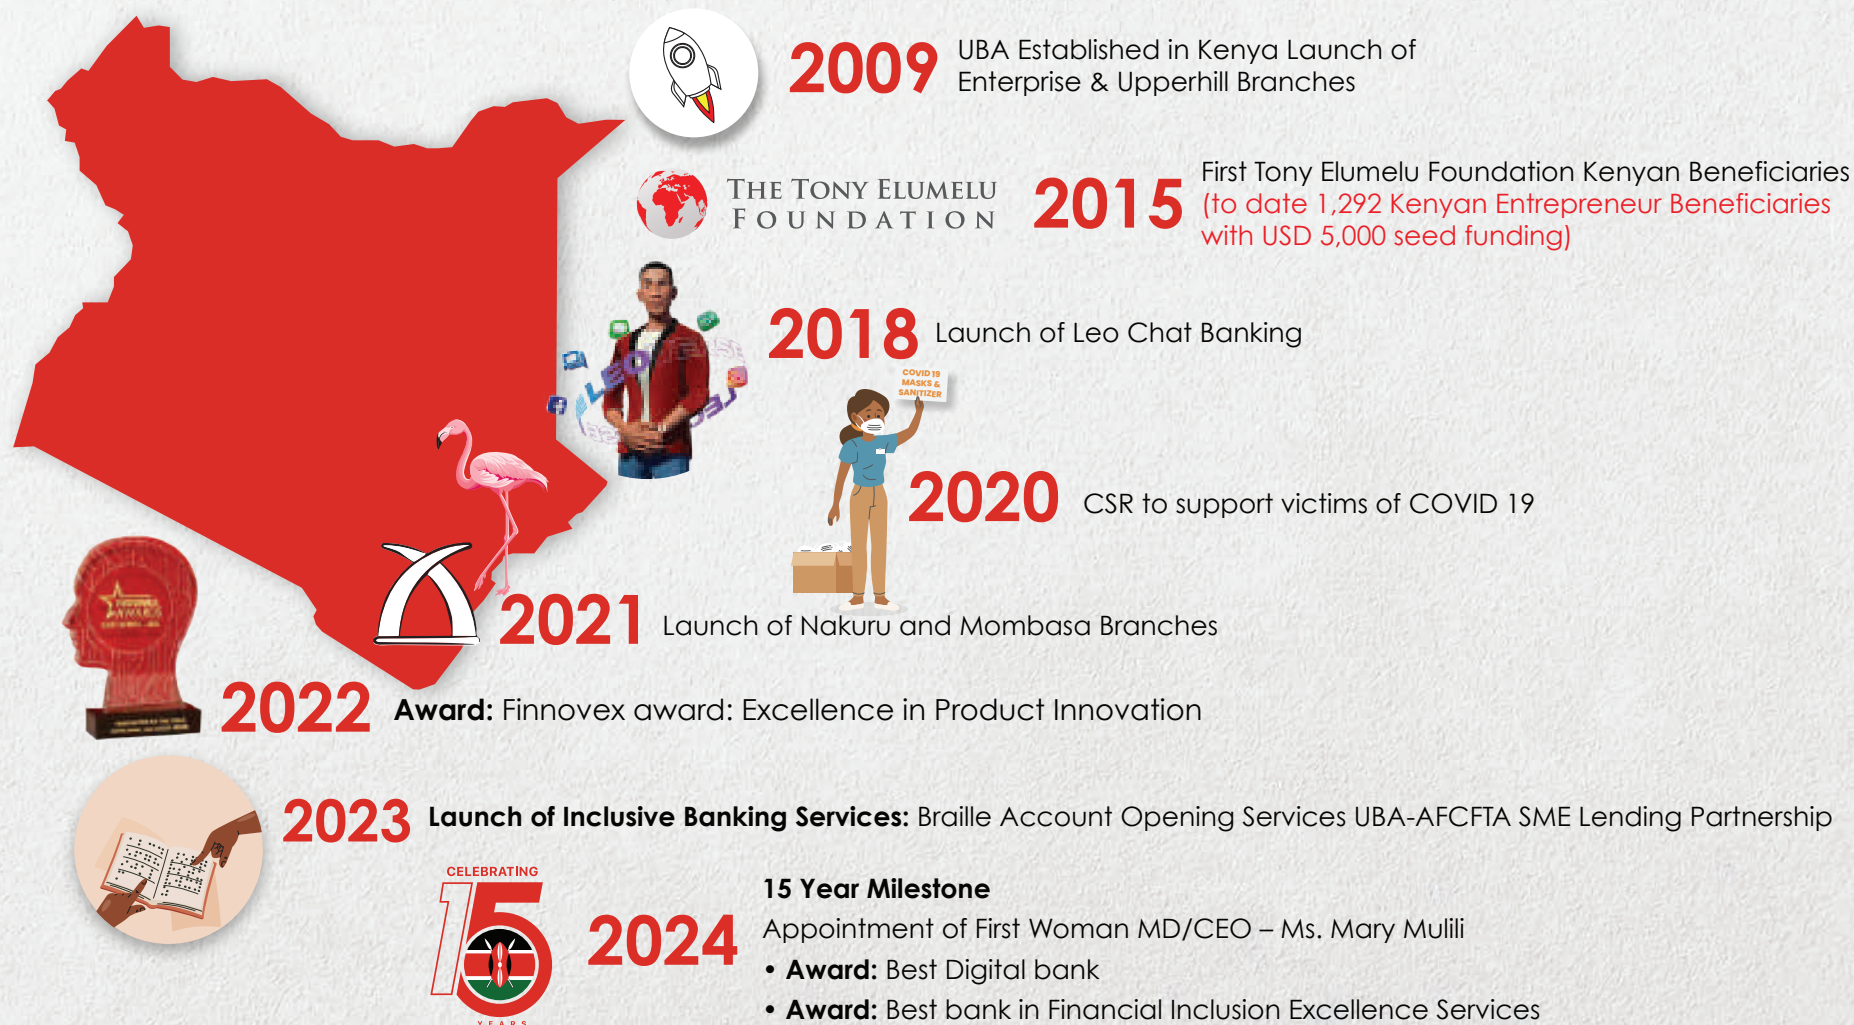 2009
UBA Established in Kenya Launch of
Enterprise & Upperhill Branches
THE TONY ELUMELU
FOUNDATION
2015
First Tony Elumelu Foundation Kenyan Beneficiaries
(to date 1,292 Kenyan Entrepreneur Beneficiaries
with USD 5,000 seed funding)
LEO
2018
Launch of Leo Chat Banking
COVID 19
MASKS &
SANITIZER
2020
CSR to support victims of COVID 19
2021
Launch of Nakuru and Mombasa Branches
2022
Award: Finnovex award: Excellence in Product Innovation
2023
Launch of Inclusive Banking Services: Braille Account Opening Services UBA-AFCFTA SME Lending Partnership
CELEBRATING
15
YEARS
2024
15 Year Milestone
Appointment of First Woman MD/CEO – Ms. Mary Mulili
• Award: Best Digital bank
• Award: Best bank in Financial Inclusion Excellence Services